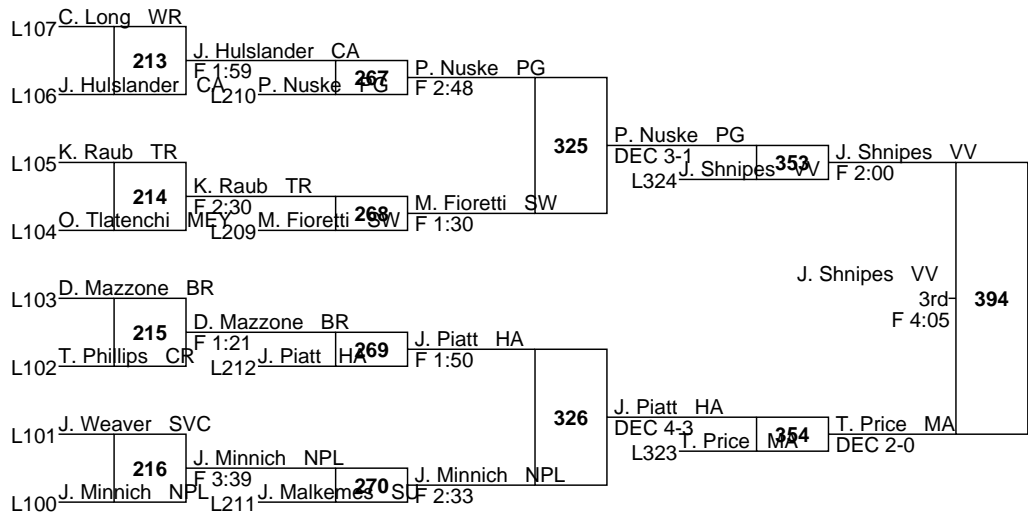 L107 C. Long WR
213
J. Hulslander CA
F 1:59
L106 J. Hulslander CA
L210 P. Nuske PG
267
P. Nuske PG
F 2:48
325
P. Nuske PG
DEC 3-1
L105 K. Raub TR
214
K. Raub TR
F 2:30
L104 O. Tlatenchi MEY
L209 M. Fioretti SW
268
M. Fioretti SW
F 1:30
L324 J. Shnipes VV
353
J. Shnipes VV
F 2:00
J. Shnipes VV
3rd
F 4:05
394
L103 D. Mazzone BR
215
D. Mazzone BR
F 1:21
L102 T. Phillips CR
L212 J. Piatt HA
269
J. Piatt HA
F 1:50
326
J. Piatt HA
DEC 4-3
L323 T. Price MA
354
T. Price MA
DEC 2-0
L101 J. Weaver SVC
216
J. Minnich NPL
F 3:39
L100 J. Minnich NPL
L211 J. Malkemes SU
270
J. Minnich NPL
F 2:33